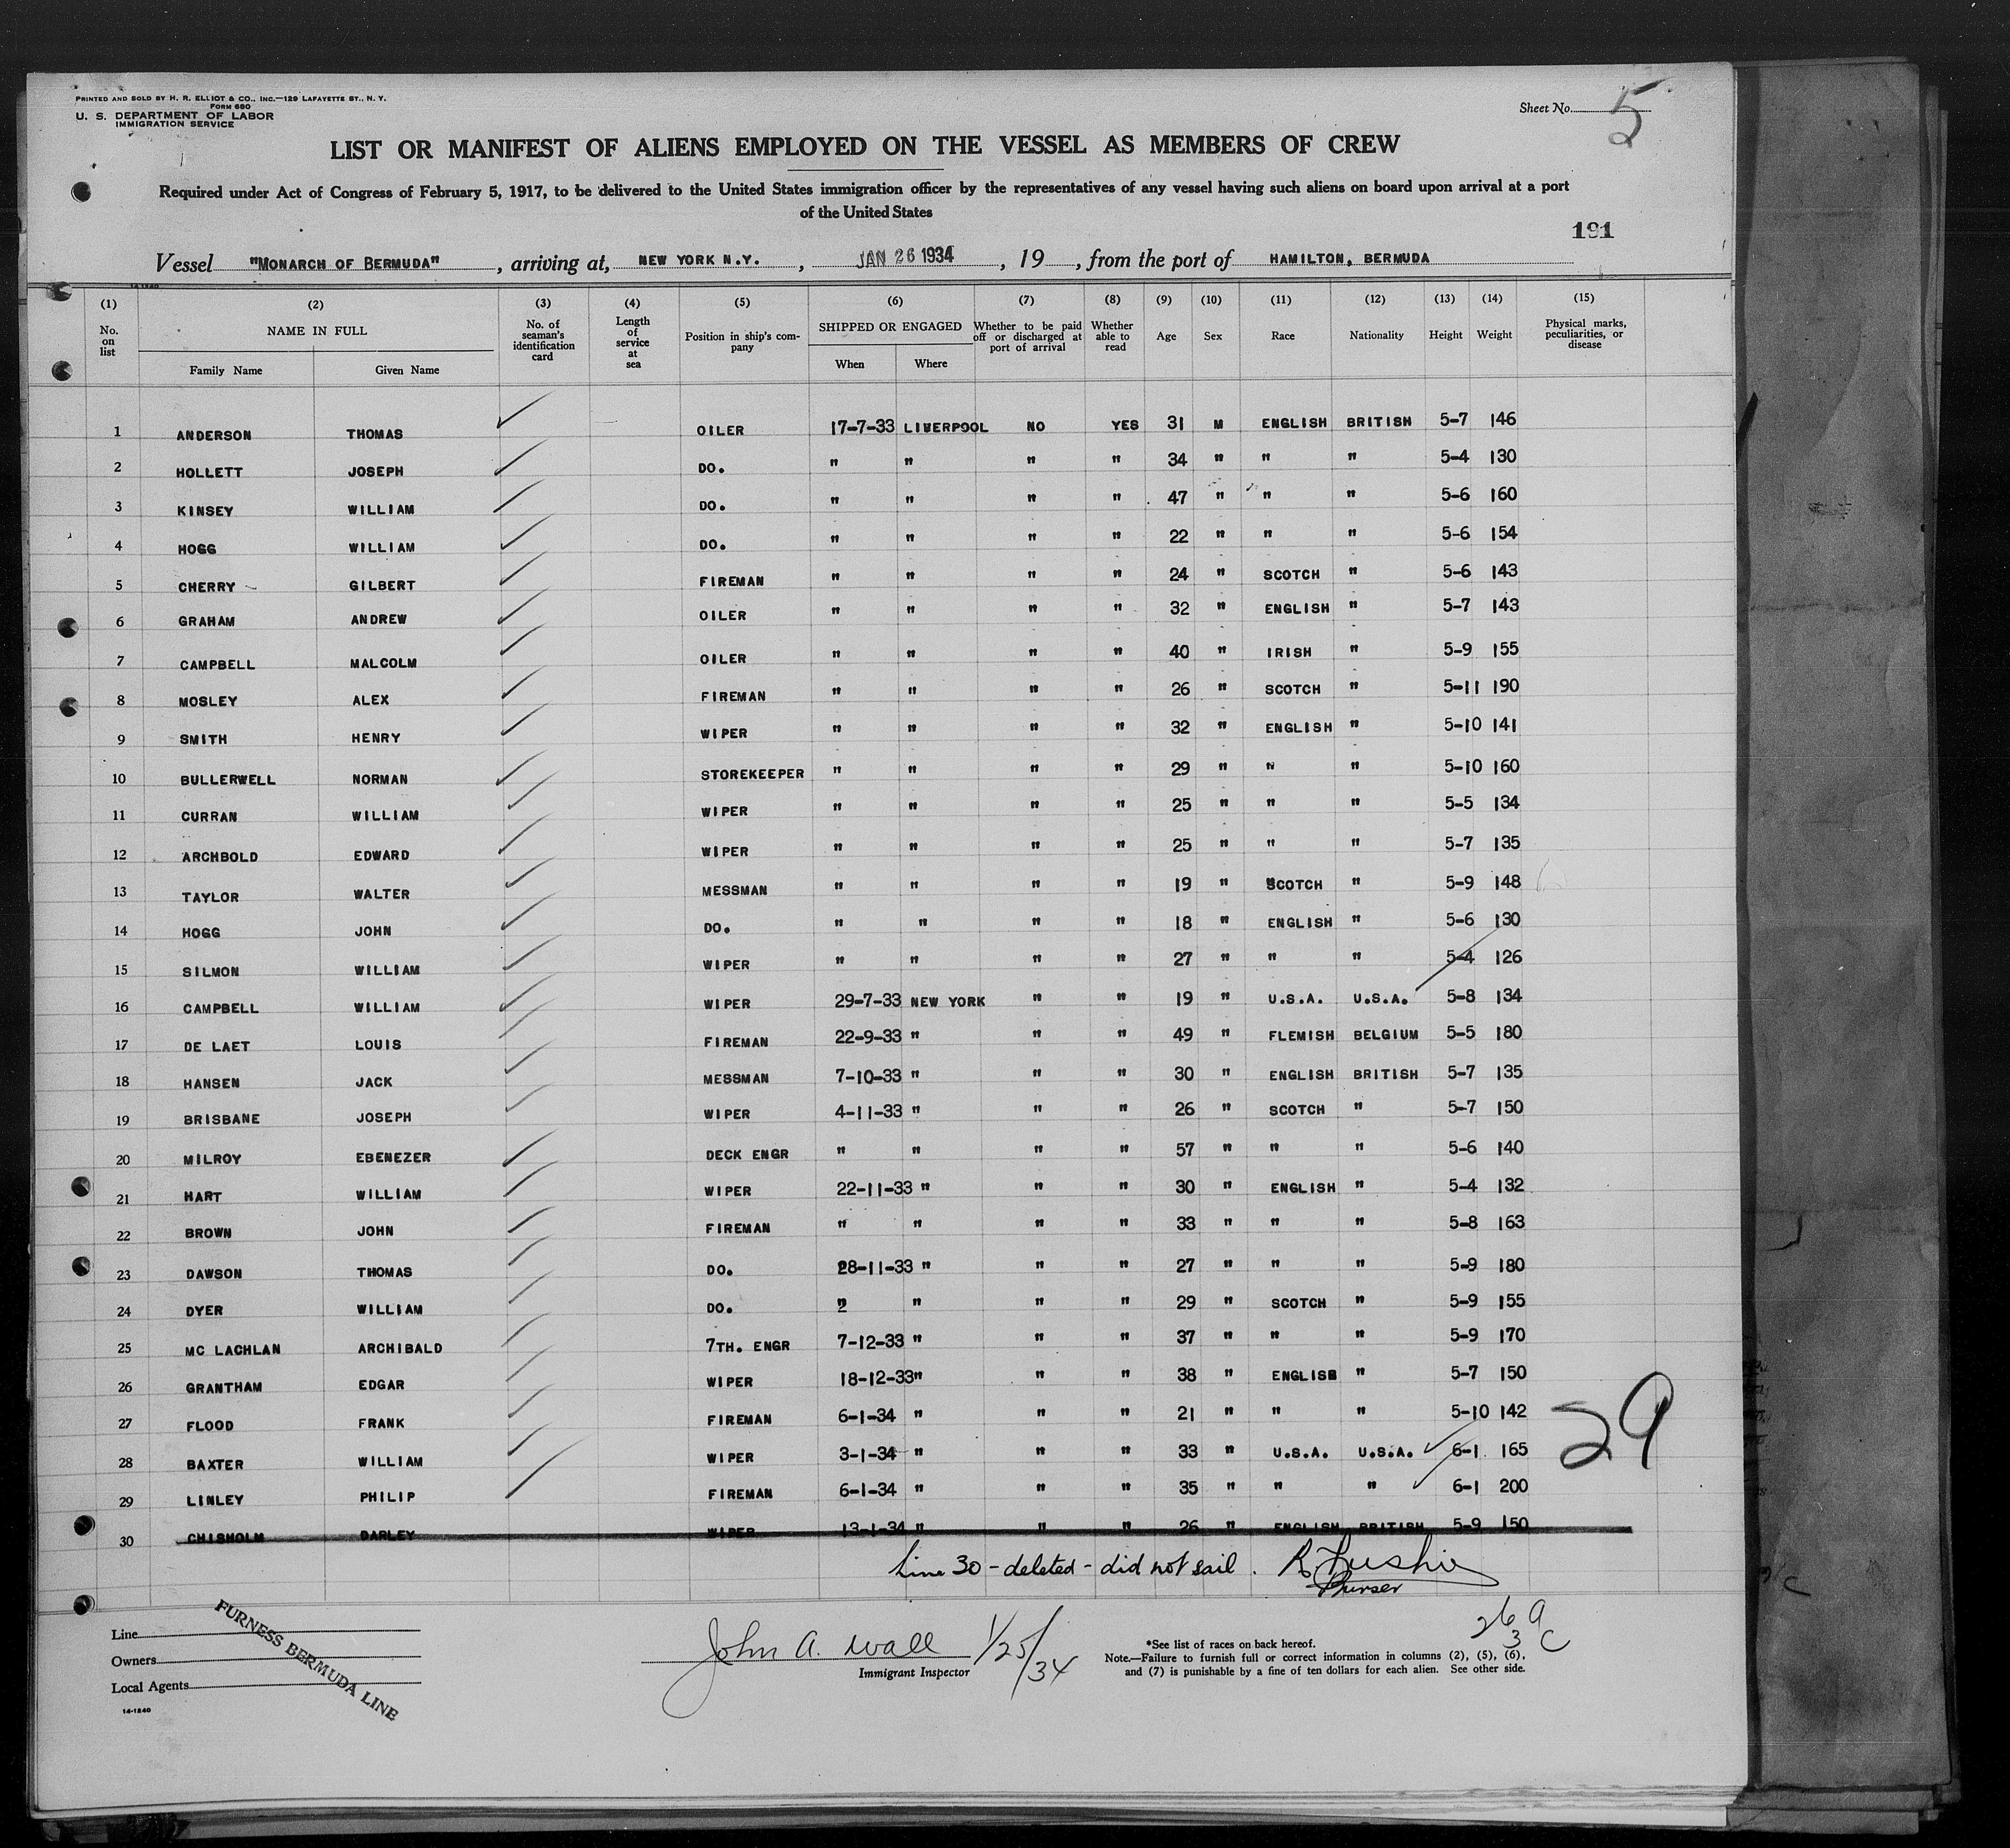 PRINTED AND SOLD BY H. R. ELLIOT & CO., INC.—129 LAFAYETTE ST., N. Y.
FORM 680
U. S. DEPARTMENT OF LABOR
IMMIGRATION SERVICE
Sheet No. 5
LIST OR MANIFEST OF ALIENS EMPLOYED ON THE VESSEL AS MEMBERS OF CREW
Required under Act of Congress of February 5, 1917, to be delivered to the United States immigration officer by the representatives of any vessel having such aliens on board upon arrival at a port
of the United States
191
Vessel "MONARCH OF BERMUDA", arriving at, NEW YORK N.Y., JAN 26 1934, 19 , from the port of HAMILTON, BERMUDA
14-1240
(1) (2) (3) (4) (5) (6) (7) (8) (9) (10) (11) (12) (13) (14) (15)
No. on list NAME IN FULL Family Name Given Name No. of seaman's identification card Length of service at sea Position in ship's company SHIPPED OR ENGAGED When Where Whether to be paid off or discharged at port of arrival Whether able to read Age Sex Race Nationality Height Weight Physical marks, peculiarities, or disease
1 ANDERSON THOMAS OILER 17-7-33 LIVERPOOL NO YES 31 M ENGLISH BRITISH 5-7 146
2 HOLLETT JOSEPH DO. " " " " 34 " " " 5-4 130
3 KINSEY WILLIAM DO. " " " " 47 " " " 5-6 160
4 HOGG WILLIAM DO. " " " " 22 " " " 5-6 154
5 CHERRY GILBERT FIREMAN " " " " 24 " SCOTCH " 5-6 143
6 GRAHAM ANDREW OILER " " " " 32 " ENGLISH " 5-7 143
7 CAMPBELL MALCOLM OILER " " " " 40 " IRISH " 5-9 155
8 MOSLEY ALEX FIREMAN " " " " 26 " SCOTCH " 5-11 190
9 SMITH HENRY WIPER " " " " 32 " ENGLISH " 5-10 141
10 BULLERWELL NORMAN STOREKEEPER " " " " 29 " " " 5-10 160
11 CURRAN WILLIAM WIPER " " " " 25 " " " 5-5 134
12 ARCHBOLD EDWARD WIPER " " " " 25 " " " 5-7 135
13 TAYLOR WALTER MESSMAN " " " " 19 " SCOTCH " 5-9 148
14 HOGG JOHN DO. " " " " 18 " ENGLISH " 5-6 130
15 SILMON WILLIAM WIPER " " " " 27 " " " 5-4 126
16 CAMPBELL WILLIAM WIPER 29-7-33 NEW YORK " " 19 " U.S.A. U.S.A. 5-8 134
17 DE LAET LOUIS FIREMAN 22-9-33 " " " 49 " FLEMISH BELGIUM 5-5 180
18 HANSEN JACK MESSMAN 7-10-33 " " " 30 " ENGLISH BRITISH 5-7 135
19 BRISBANE JOSEPH WIPER 4-11-33 " " " 26 " SCOTCH " 5-7 150
20 MILROY EBENEZER DECK ENGR " " " " 57 " " " 5-6 140
21 HART WILLIAM WIPER 22-11-33 " " " 30 " ENGLISH " 5-4 132
22 BROWN JOHN FIREMAN " " " " 33 " " " 5-8 163
23 DAWSON THOMAS DO. 28-11-33 " " " 27 " " " 5-9 180
24 DYER WILLIAM DO. " " " " 29 " SCOTCH " 5-9 155
25 MC LACHLAN ARCHIBALD 7TH. ENGR 7-12-33 " " " 37 " " " 5-9 170
26 GRANTHAM EDGAR WIPER 18-12-33 " " " 38 " ENGLISB " 5-7 150
27 FLOOD FRANK FIREMAN 6-1-34 " " " 21 " " " 5-10 142
28 BAXTER WILLIAM WIPER 3-1-34 " " " 33 " U.S.A. U.S.A. 6-1 165
29 LINLEY PHILIP FIREMAN 6-1-34 " " " 35 " " " 6-1 200
29
30 CHISHOLM DARLEY WIPER 13-1-34 " " " 26 " ENGLISH BRITISH 5-9 150
Line 30 - deleted - did not sail.
Purser
Line
Owners
Local Agents
FURNESS BERMUDA LINE
14-1240
John A. Wall 1/25/34
Immigrant Inspector
26 a
3 c
*See list of races on back hereof.
Note.—Failure to furnish full or correct information in columns (2), (5), (6),
and (7) is punishable by a fine of ten dollars for each alien. See other side.